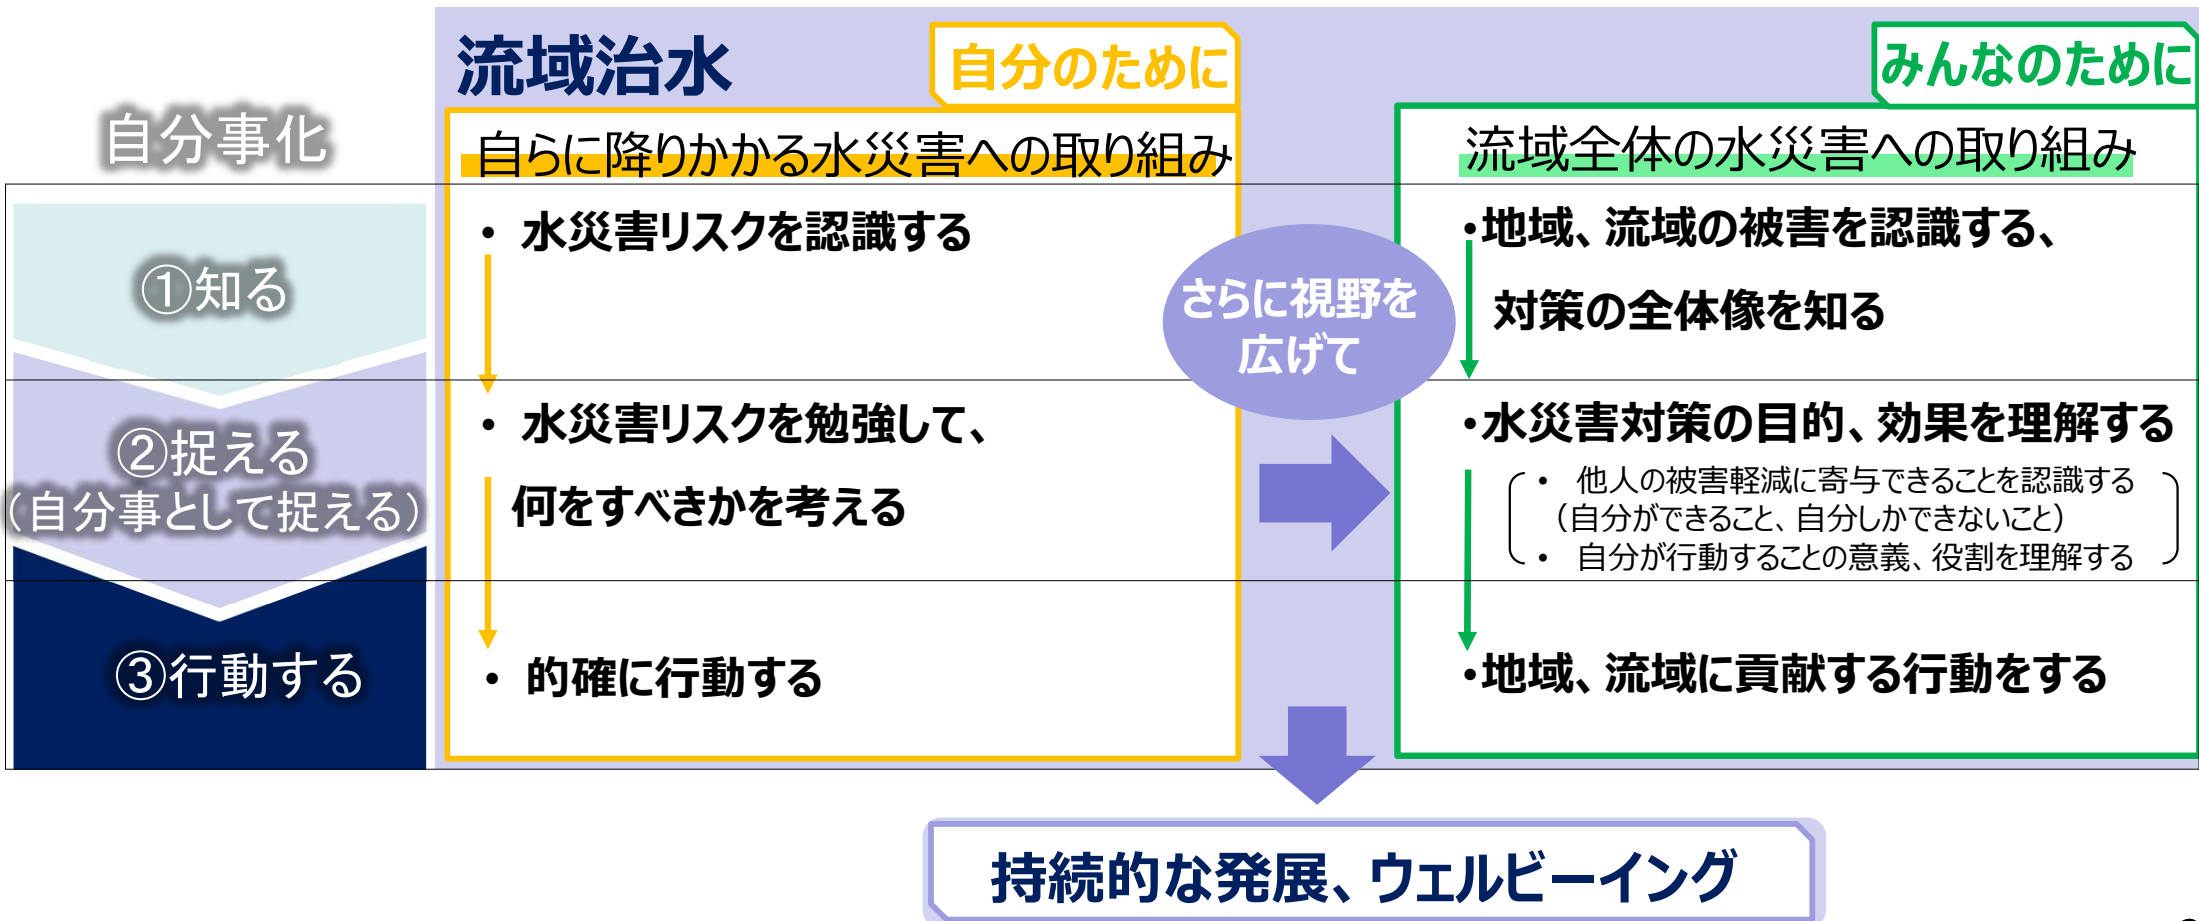 流域治水
自分のために
みんなのために
自分事化
自らに降りかかる水災害への取り組み
流域全体の水災害への取り組み
①知る
・ 水災害リスクを認識する
さらに視野を
広げて
・地域、流域の被害を認識する、
対策の全体像を知る
②捉える
（自分事として捉える）
・ 水災害リスクを勉強して、
何をすべきかを考える
・水災害対策の目的、効果を理解する
・ 他人の被害軽減に寄与できることを認識する
（自分ができること、自分しかできないこと）
・ 自分が行動することの意義、役割を理解する
③行動する
・ 的確に行動する
・地域、流域に貢献する行動をする
持続的な発展、ウェルビーイング